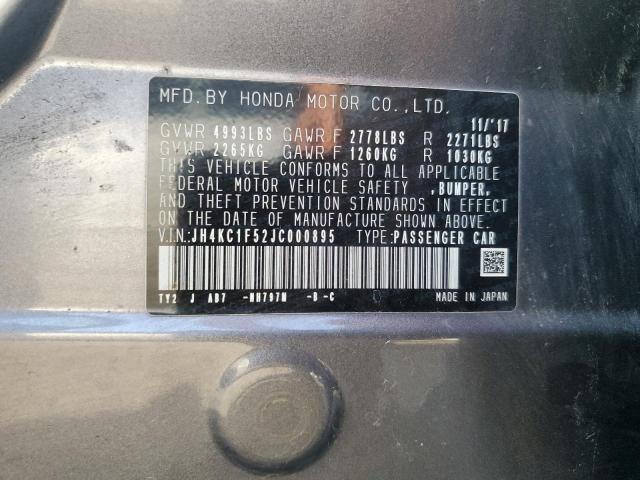 MFD. BY HONDA MOTOR CO., LTD.
11/'17
GVWR 4993LBS GAWR F 2778LBS R 2271LBS
GVWR 2265KG GAWR F 1260KG R 1030KG
THIS VEHICLE CONFORMS TO ALL APPLICABLE
FEDERAL MOTOR VEHICLE SAFETY ,BUMPER,
AND THEFT PREVENTION STANDARDS IN EFFECT
ON THE DATE OF MANUFACTURE SHOWN ABOVE.
V.I.N.: JH4KC1F52JC000895 TYPE:PASSENGER CAR
TY2 J AB7 -NH797M -B -C
MADE IN JAPAN